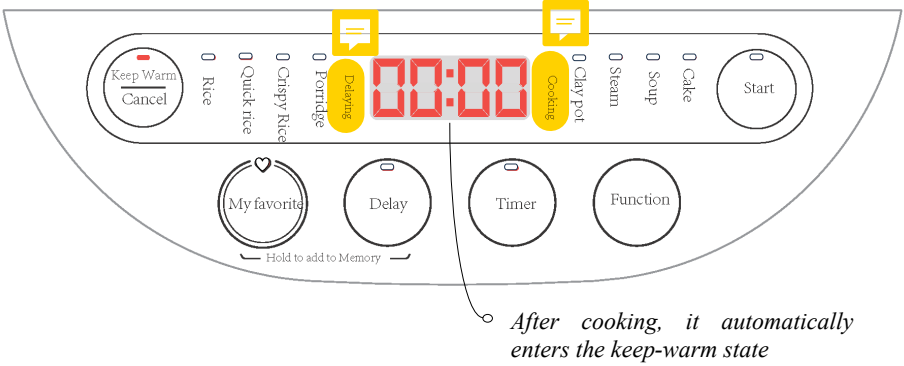 Keep Warm
Cancel
Rice
Quick rice
Crispy Rice
Porridge
Delaying
00:00
Cooking
Clay pot
Steam
Soup
Cake
Start
My favorite
Delay
Timer
Function
Hold to add to Memory
After cooking, it automatically
enters the keep-warm state